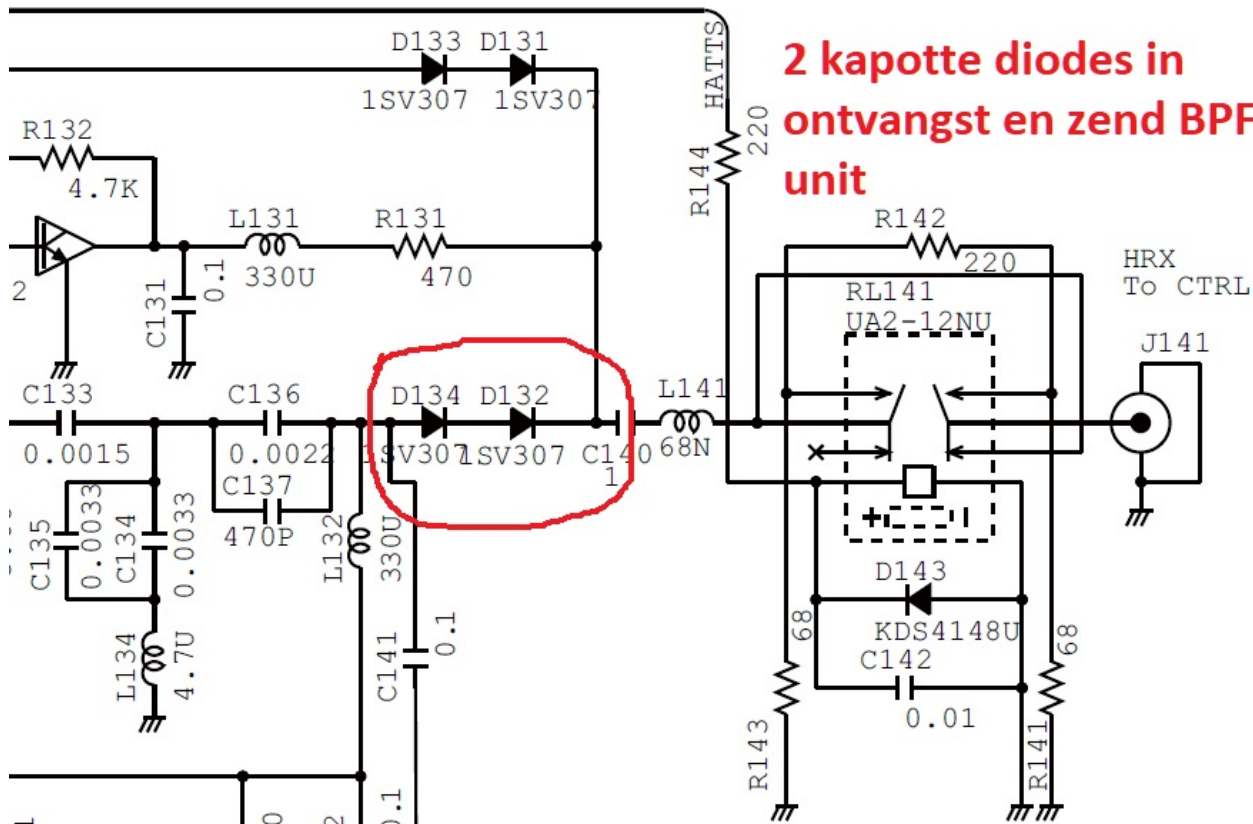 2 kapotte diodes in
ontvangst en zend BPF
unit
D133
D131
1SV307
1SV307
HATTS
R132
4.7K
R144
220
L131
330U
R131
470
2
C131
0.1
R142
220
HRX
To CTRL
RL141
UA2-12NU
J141
C133
0.0015
C136
0.0022
D134
D132
1SV307
1SV307
C140
1
L141
68N
C137
470P
C135
0.0033
C134
0.0033
L132
330U
L134
4.7U
C141
0.1
+
D143
KDS4148U
C142
0.01
68
R143
68
R141
0.1